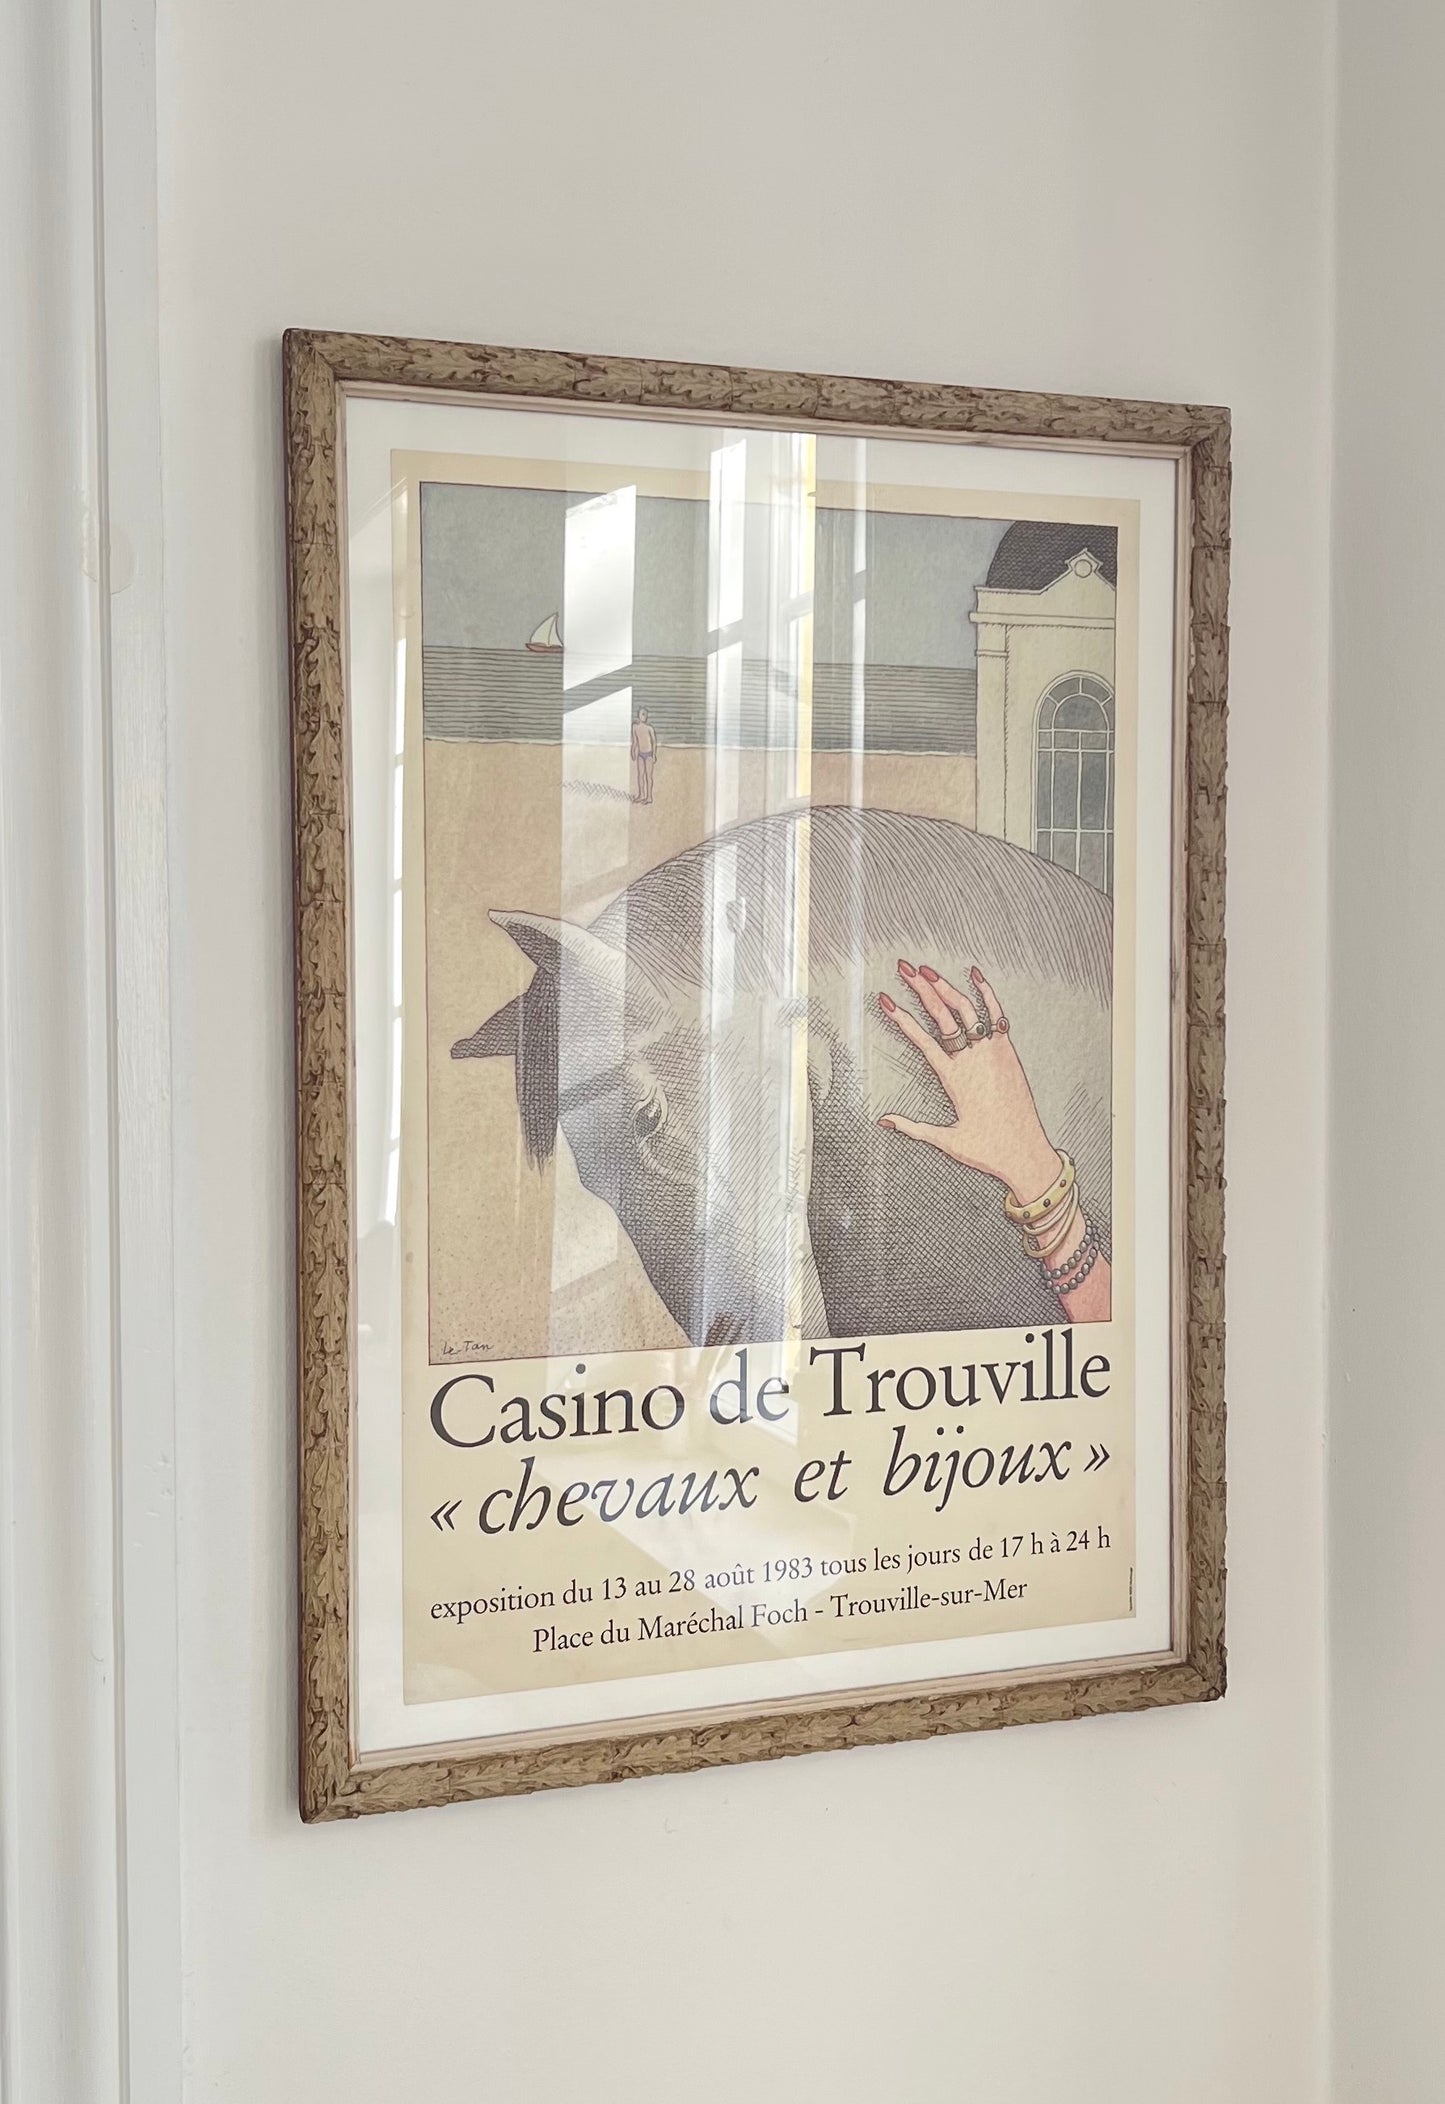 Le-Tan
Casino de Trouville
« chevaux et bijoux »
exposition du 13 au 28 août 1983 tous les jours de 17 h à 24 h
Place du Maréchal Foch - Trouville-sur-Mer